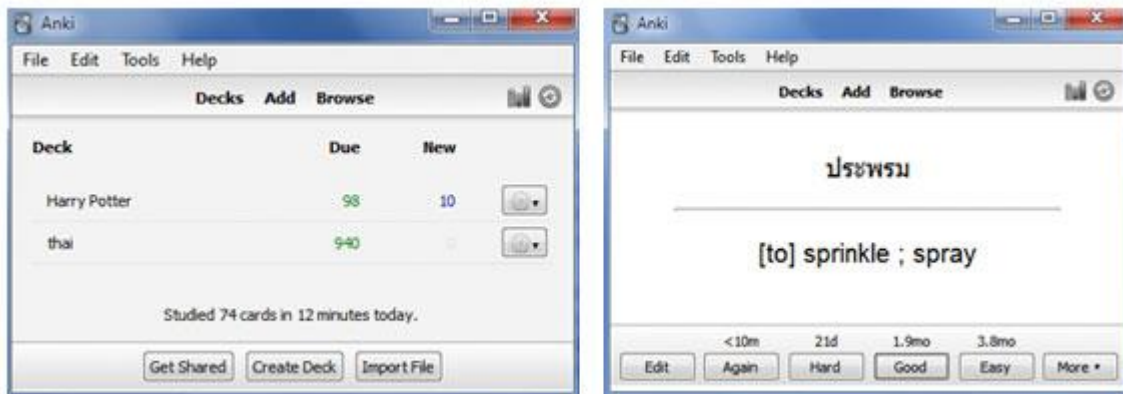 Anki
File Edit Tools Help
Decks Add Browse
Deck Due New
Harry Potter 98 10
thai 940 0
Studied 74 cards in 12 minutes today.
Get Shared Create Deck Import File
Anki
File Edit Tools Help
Decks Add Browse
ประพรม
[to] sprinkle ; spray
<10m 21d 1.9mo 3.8mo
Edit Again Hard Good Easy More